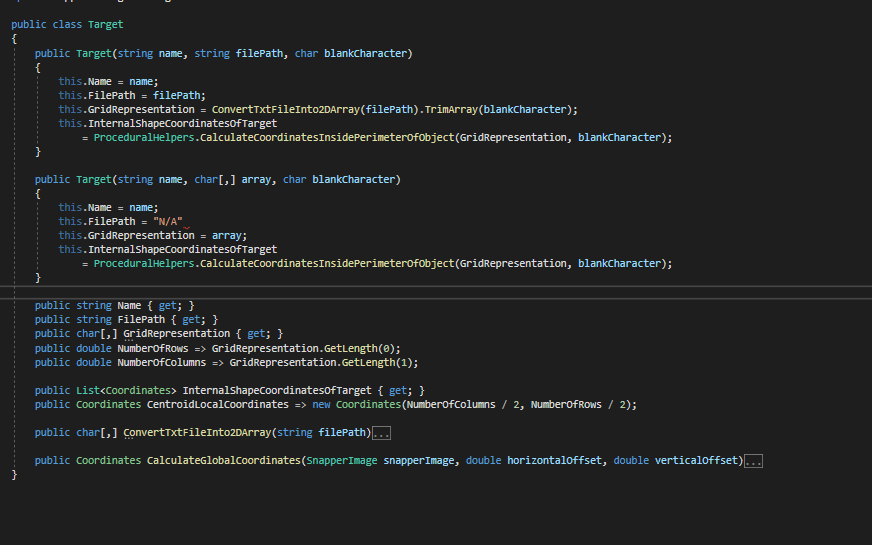 public class Target
{
public Target(string name, string filePath, char blankCharacter)
{
this.Name = name;
this.FilePath = filePath;
this.GridRepresentation = ConvertTxtFileInto2DArray(filePath).TrimArray(blankCharacter);
this.InternalShapeCoordinatesOfTarget
= ProceduralHelpers.CalculateCoordinatesInsidePerimeterOfObject(GridRepresentation, blankCharacter);
}
public Target(string name, char[,] array, char blankCharacter)
{
this.Name = name;
this.FilePath = "N/A"
this.GridRepresentation = array;
this.InternalShapeCoordinatesOfTarget
= ProceduralHelpers.CalculateCoordinatesInsidePerimeterOfObject(GridRepresentation, blankCharacter);
}
public string Name { get; }
public string FilePath { get; }
public char[,] GridRepresentation { get; }
public double NumberOfRows => GridRepresentation.GetLength(0);
public double NumberOfColumns => GridRepresentation.GetLength(1);
public List<Coordinates> InternalShapeCoordinatesOfTarget { get; }
public Coordinates CentroidLocalCoordinates => new Coordinates(NumberOfColumns / 2, NumberOfRows / 2);
public char[,] ConvertTxtFileInto2DArray(string filePath)...
public Coordinates CalculateGlobalCoordinates(SnapperImage snapperImage, double horizontalOffset, double verticalOffset)...
}